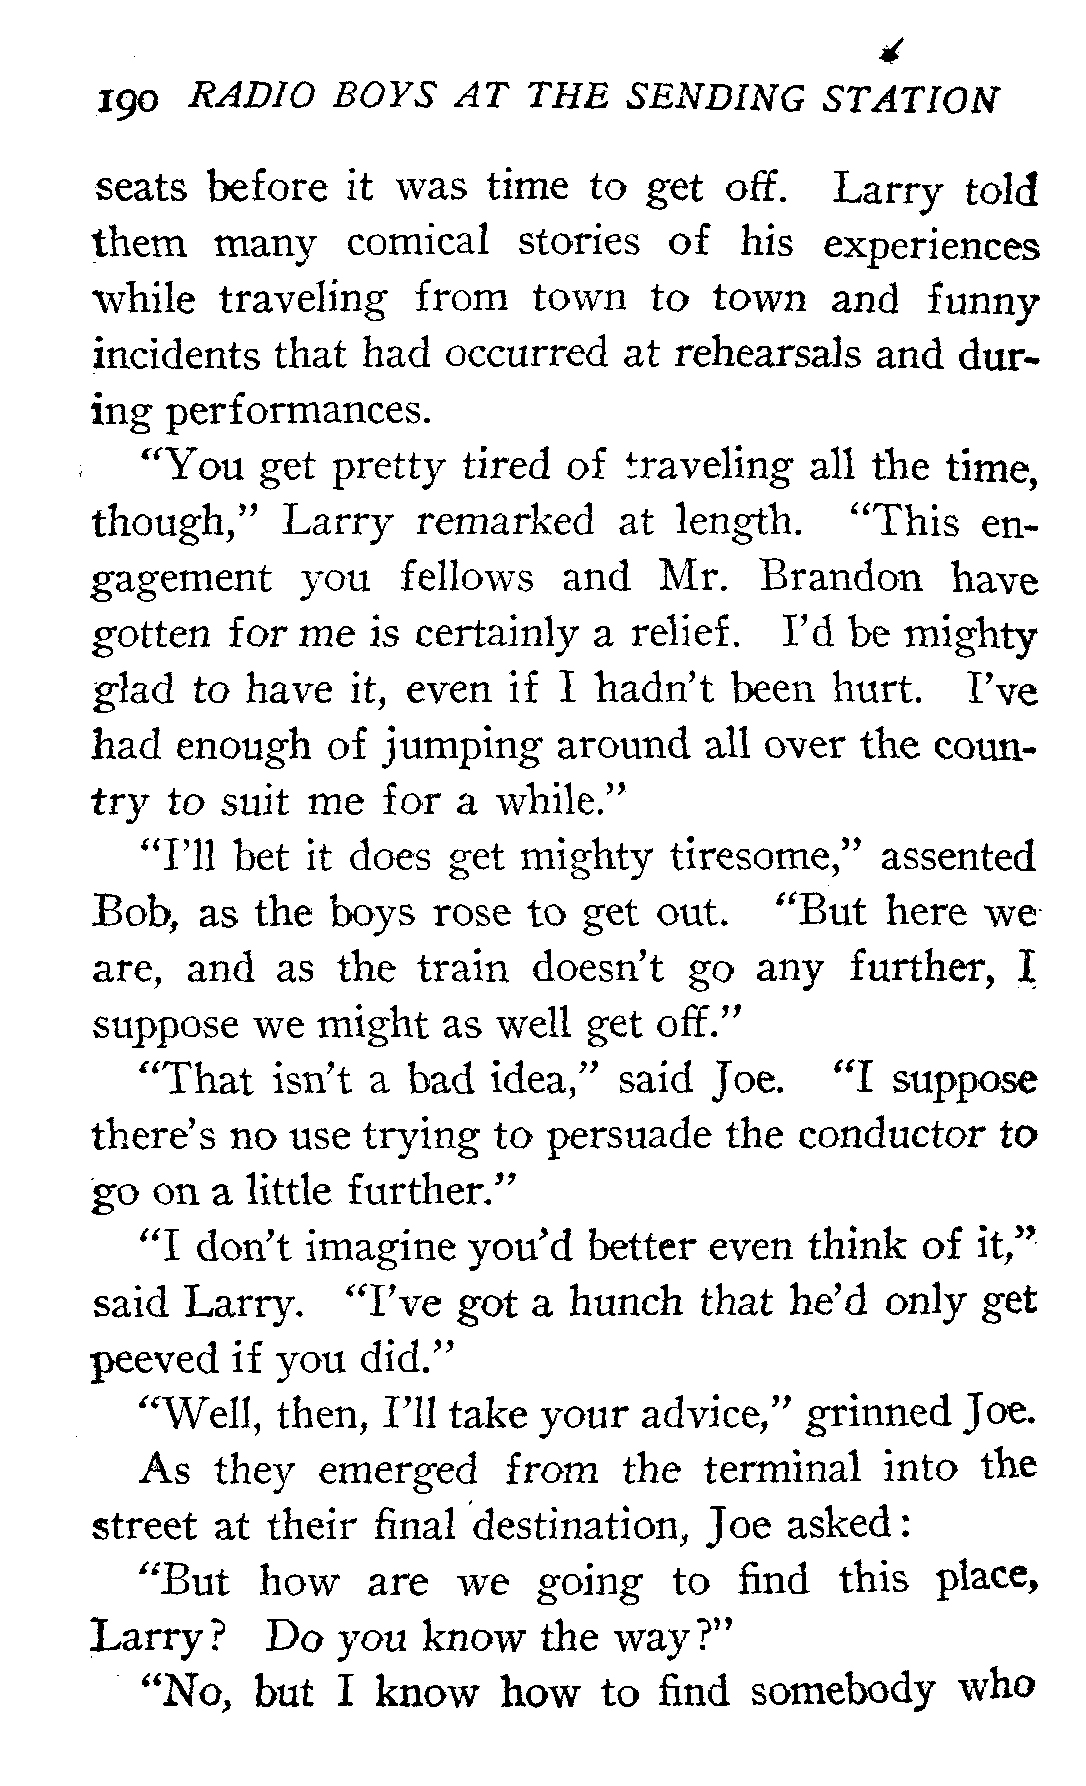 190 RADIO BOYS AT THE SENDING STATION
seats before it was time to get off. Larry told
them many comical stories of his experiences
while traveling from town to town and funny
incidents that had occurred at rehearsals and dur-
ing performances.
“You get pretty tired of traveling all the time,
though,” Larry remarked at length. “This en-
gagement you fellows and Mr. Brandon have
gotten for me is certainly a relief. I’d be mighty
glad to have it, even if I hadn’t been hurt. I’ve
had enough of jumping around all over the coun-
try to suit me for a while.”
“I’ll bet it does get mighty tiresome,” assented
Bob, as the boys rose to get out. “But here we
are, and as the train doesn’t go any further, I
suppose we might as well get off.”
“That isn’t a bad idea,” said Joe. “I suppose
there’s no use trying to persuade the conductor to
go on a little further.”
“I don’t imagine you’d better even think of it,”
said Larry. “I’ve got a hunch that he’d only get
peeved if you did.”
“Well, then, I’ll take your advice,” grinned Joe.
As they emerged from the terminal into the
street at their final destination, Joe asked:
“But how are we going to find this place,
Larry? Do you know the way?”
“No, but I know how to find somebody who